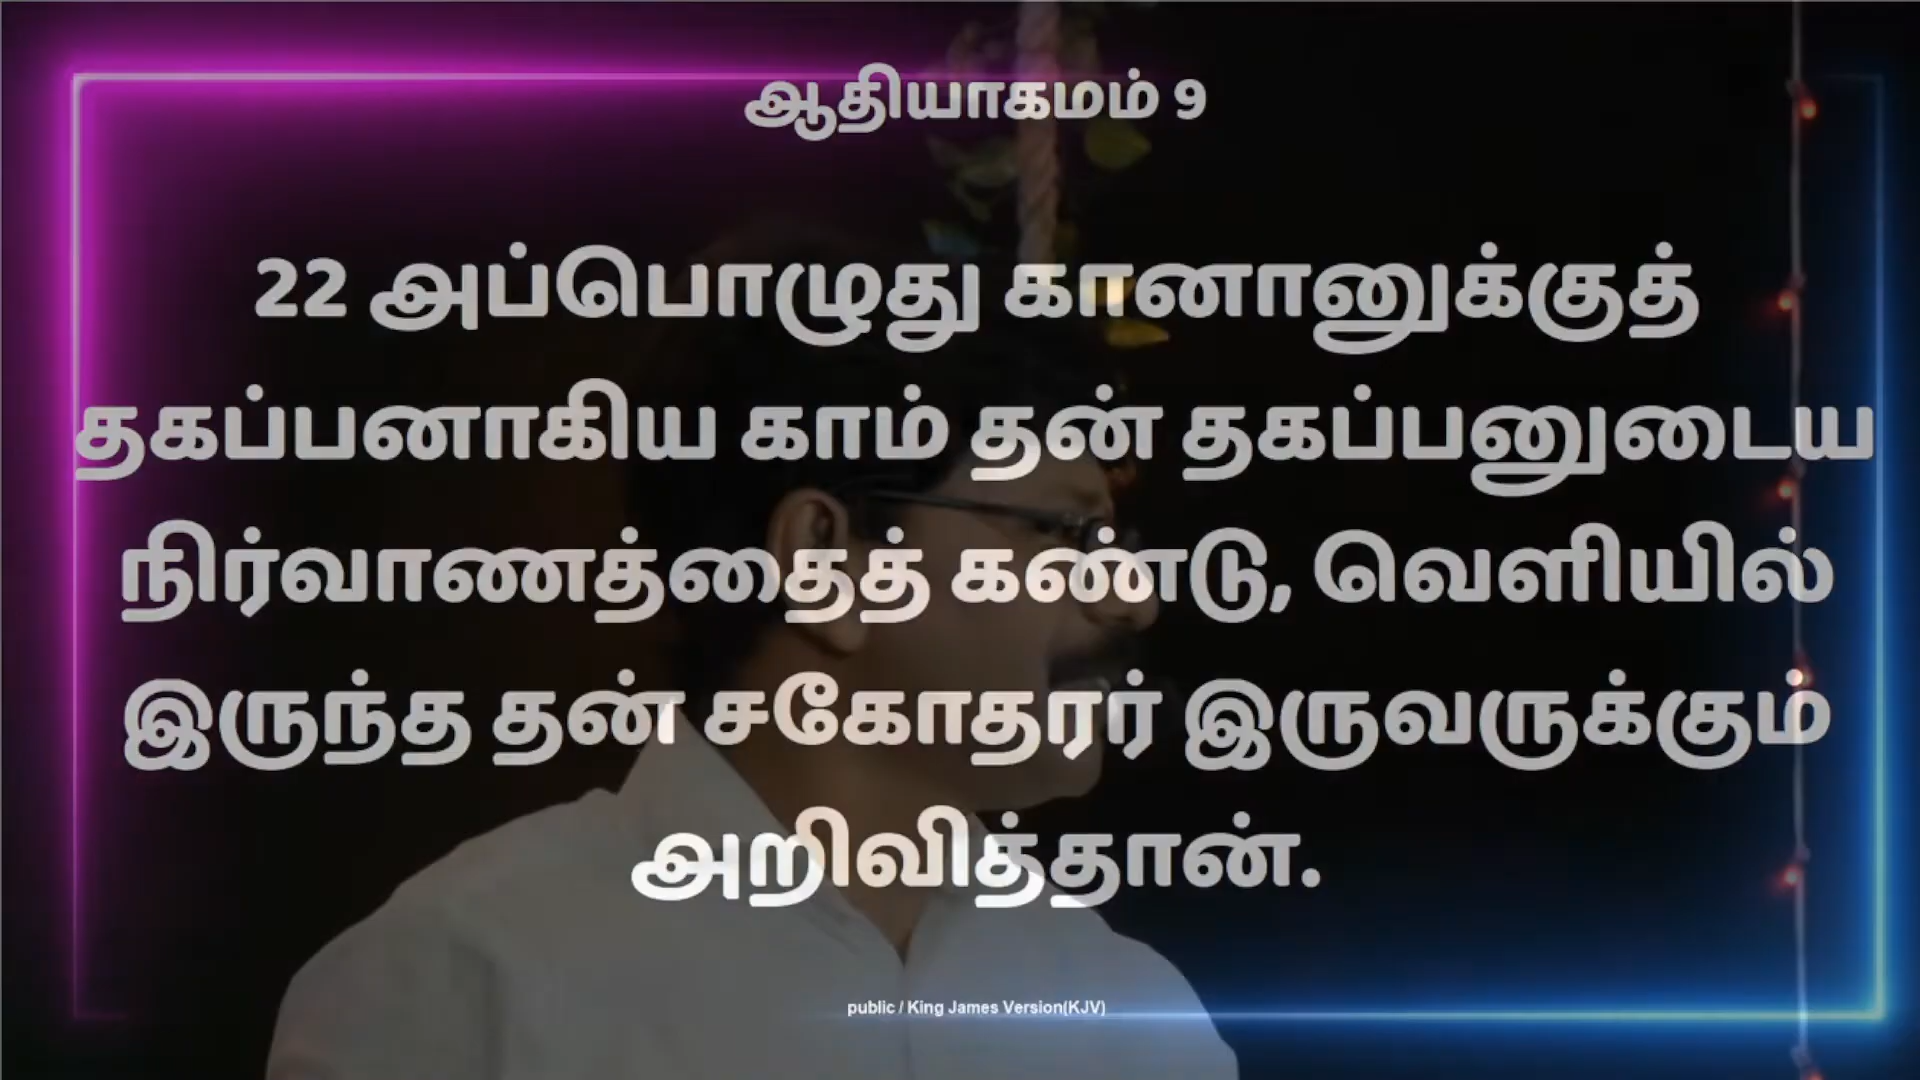 ஆதியாகமம் 9
22 அப்பொழுது கானானுக்குத்
தகப்பனாகிய காம் தன் தகப்பனுடைய
நிர்வாணத்தைத் கண்டு, வெளியில்
இருந்த தன் சகோதரர் இருவருக்கும்
அறிவித்தான்.
public / King James Version(KJV)